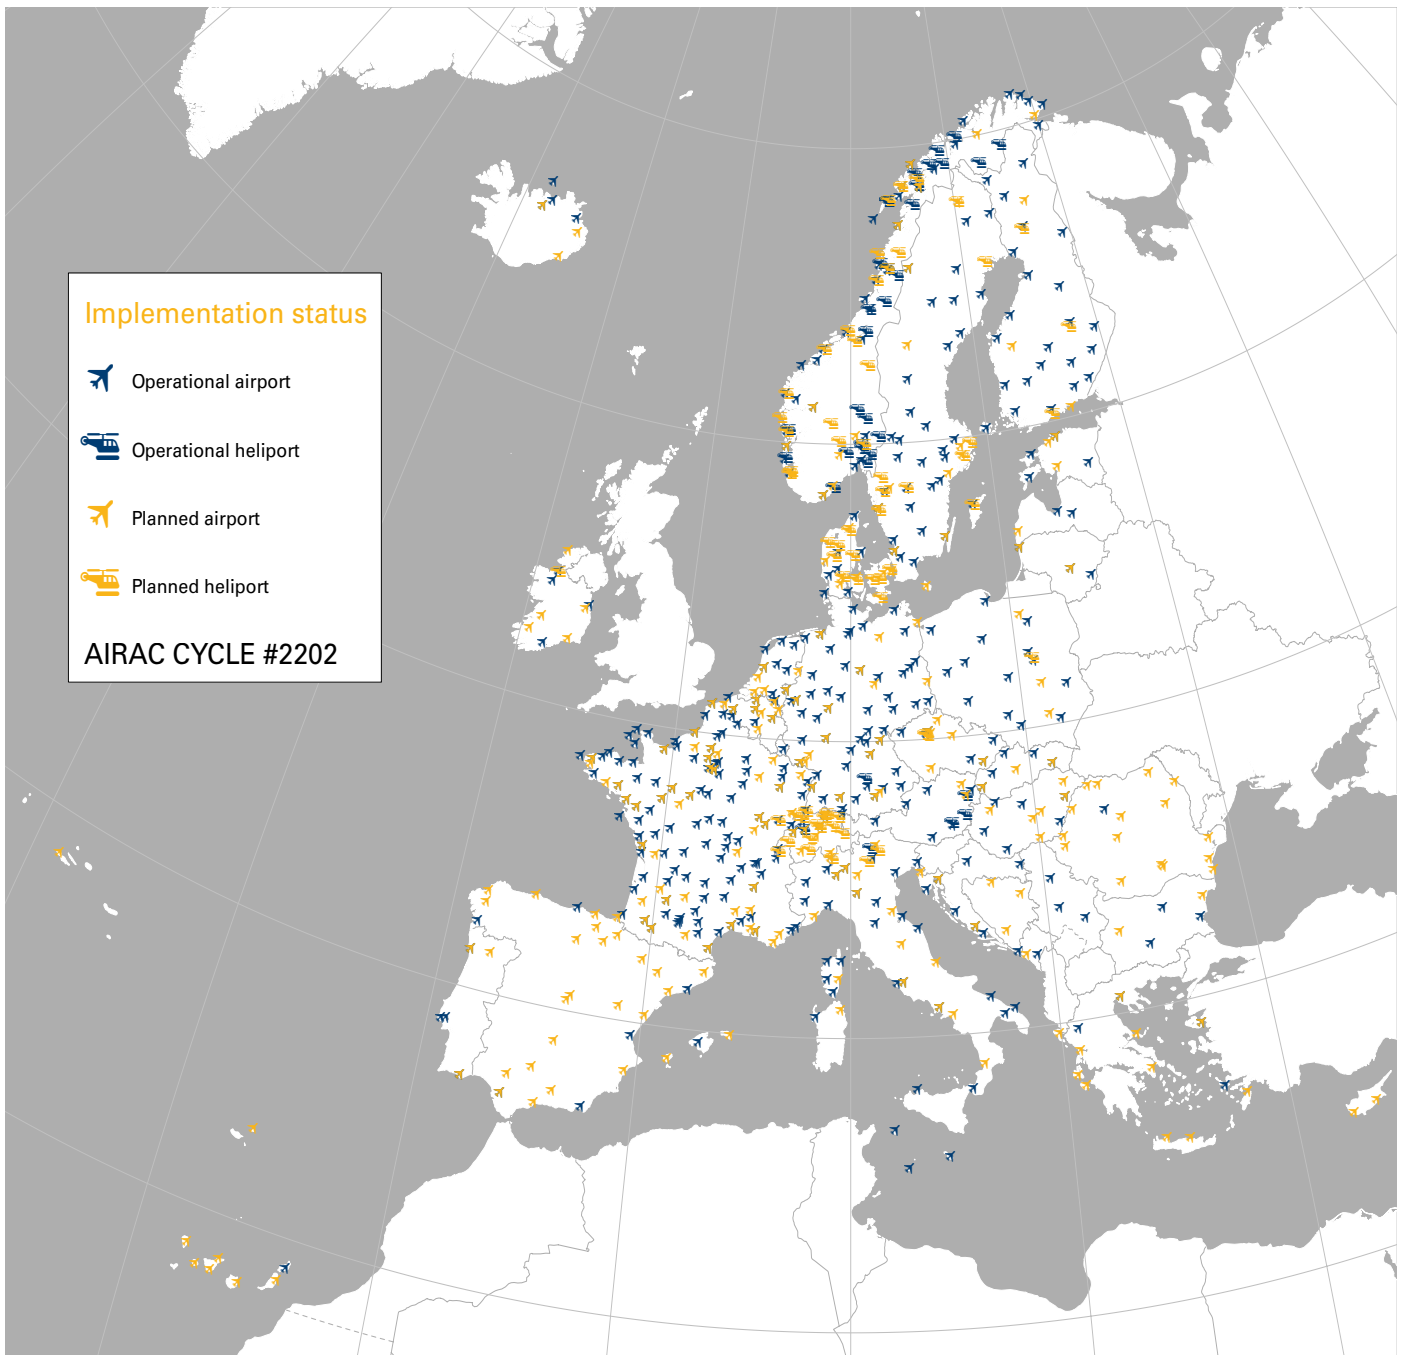 Implementation status
Operational airport
Operational heliport
Planned airport
Planned heliport
AIRAC CYCLE #2202